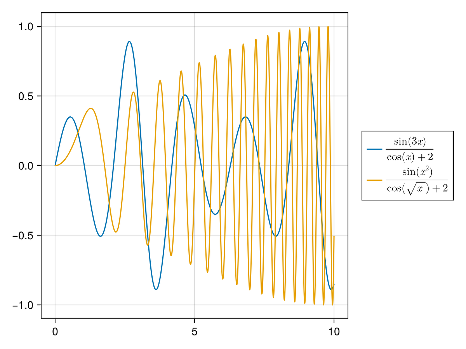 1.0
0.5
0.0
−0.5
−1.0
0
5
10
sin(3x)
cos(x) + 2
sin(x²)
cos(√x) + 2